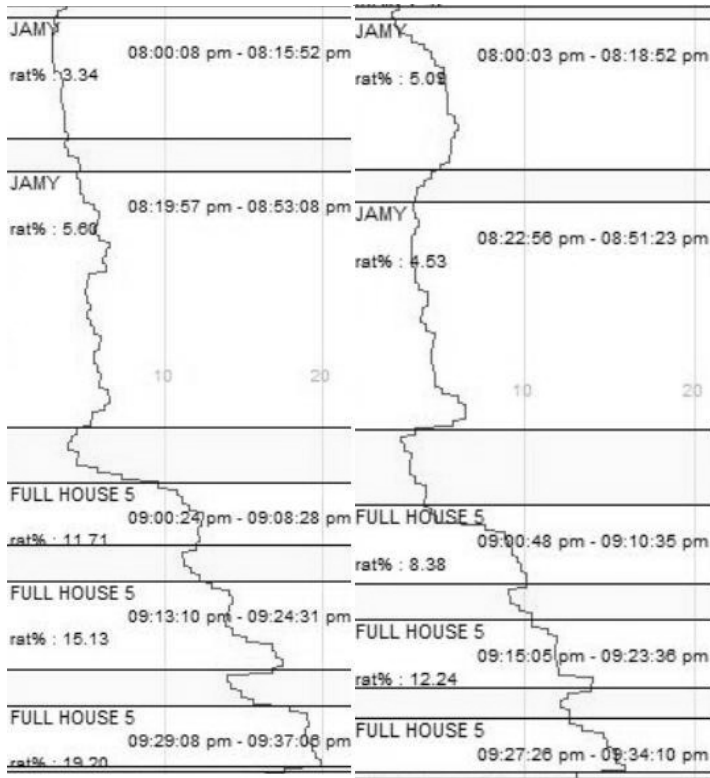 JAMY
08:00:08 pm - 08:15:52 pm
rat% : 3.34
JAMY
08:19:57 pm - 08:53:08 pm
rat% : 5.60
10
20
FULL HOUSE 5
09:00:24 pm - 09:08:28 pm
rat% : 11.71
FULL HOUSE 5
09:13:10 pm - 09:24:31 pm
rat% : 15.13
FULL HOUSE 5
09:29:08 pm - 09:37:06 pm
rat% : 19.20
JAMY
08:00:03 pm - 08:18:52 pm
rat% : 5.09
JAMY
08:22:56 pm - 08:51:23 pm
rat% : 4.53
10
20
FULL HOUSE 5
09:00:48 pm - 09:10:35 pm
rat% : 8.38
FULL HOUSE 5
09:15:05 pm - 09:23:36 pm
rat% : 12.24
FULL HOUSE 5
09:27:26 pm - 09:34:10 pm